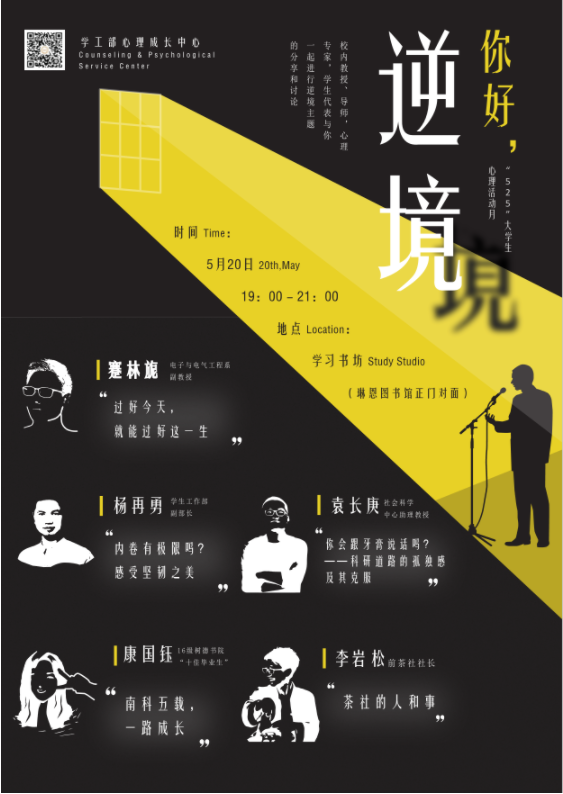 学工部心理成长中心
Counseling & Psychological
Service Center
你好，
逆境
境
“525”大学生
心理活动月
校内教授、导师，心理
专家，学生代表与你
一起进行逆境主题
的分享和讨论
时间 Time：
5月20日 20th,May
19：00－21：00
地点 Location：
学习书坊 Study Studio
（琳恩图书馆正门对面）
蹇林旎 电子与电气工程系
副教授
“过好今天，
就能过好这一生”
杨再勇 学生工作部
副部长
“内卷有极限吗？
感受坚韧之美”
袁长庚 社会科学
中心助理教授
“你会跟牙膏说话吗？
——科研道路的孤独感
及其克服”
康国钰 16级树德书院
“十佳毕业生”
“南科五载，
一路成长”
李岩松 前茶社社长
“茶社的人和事”